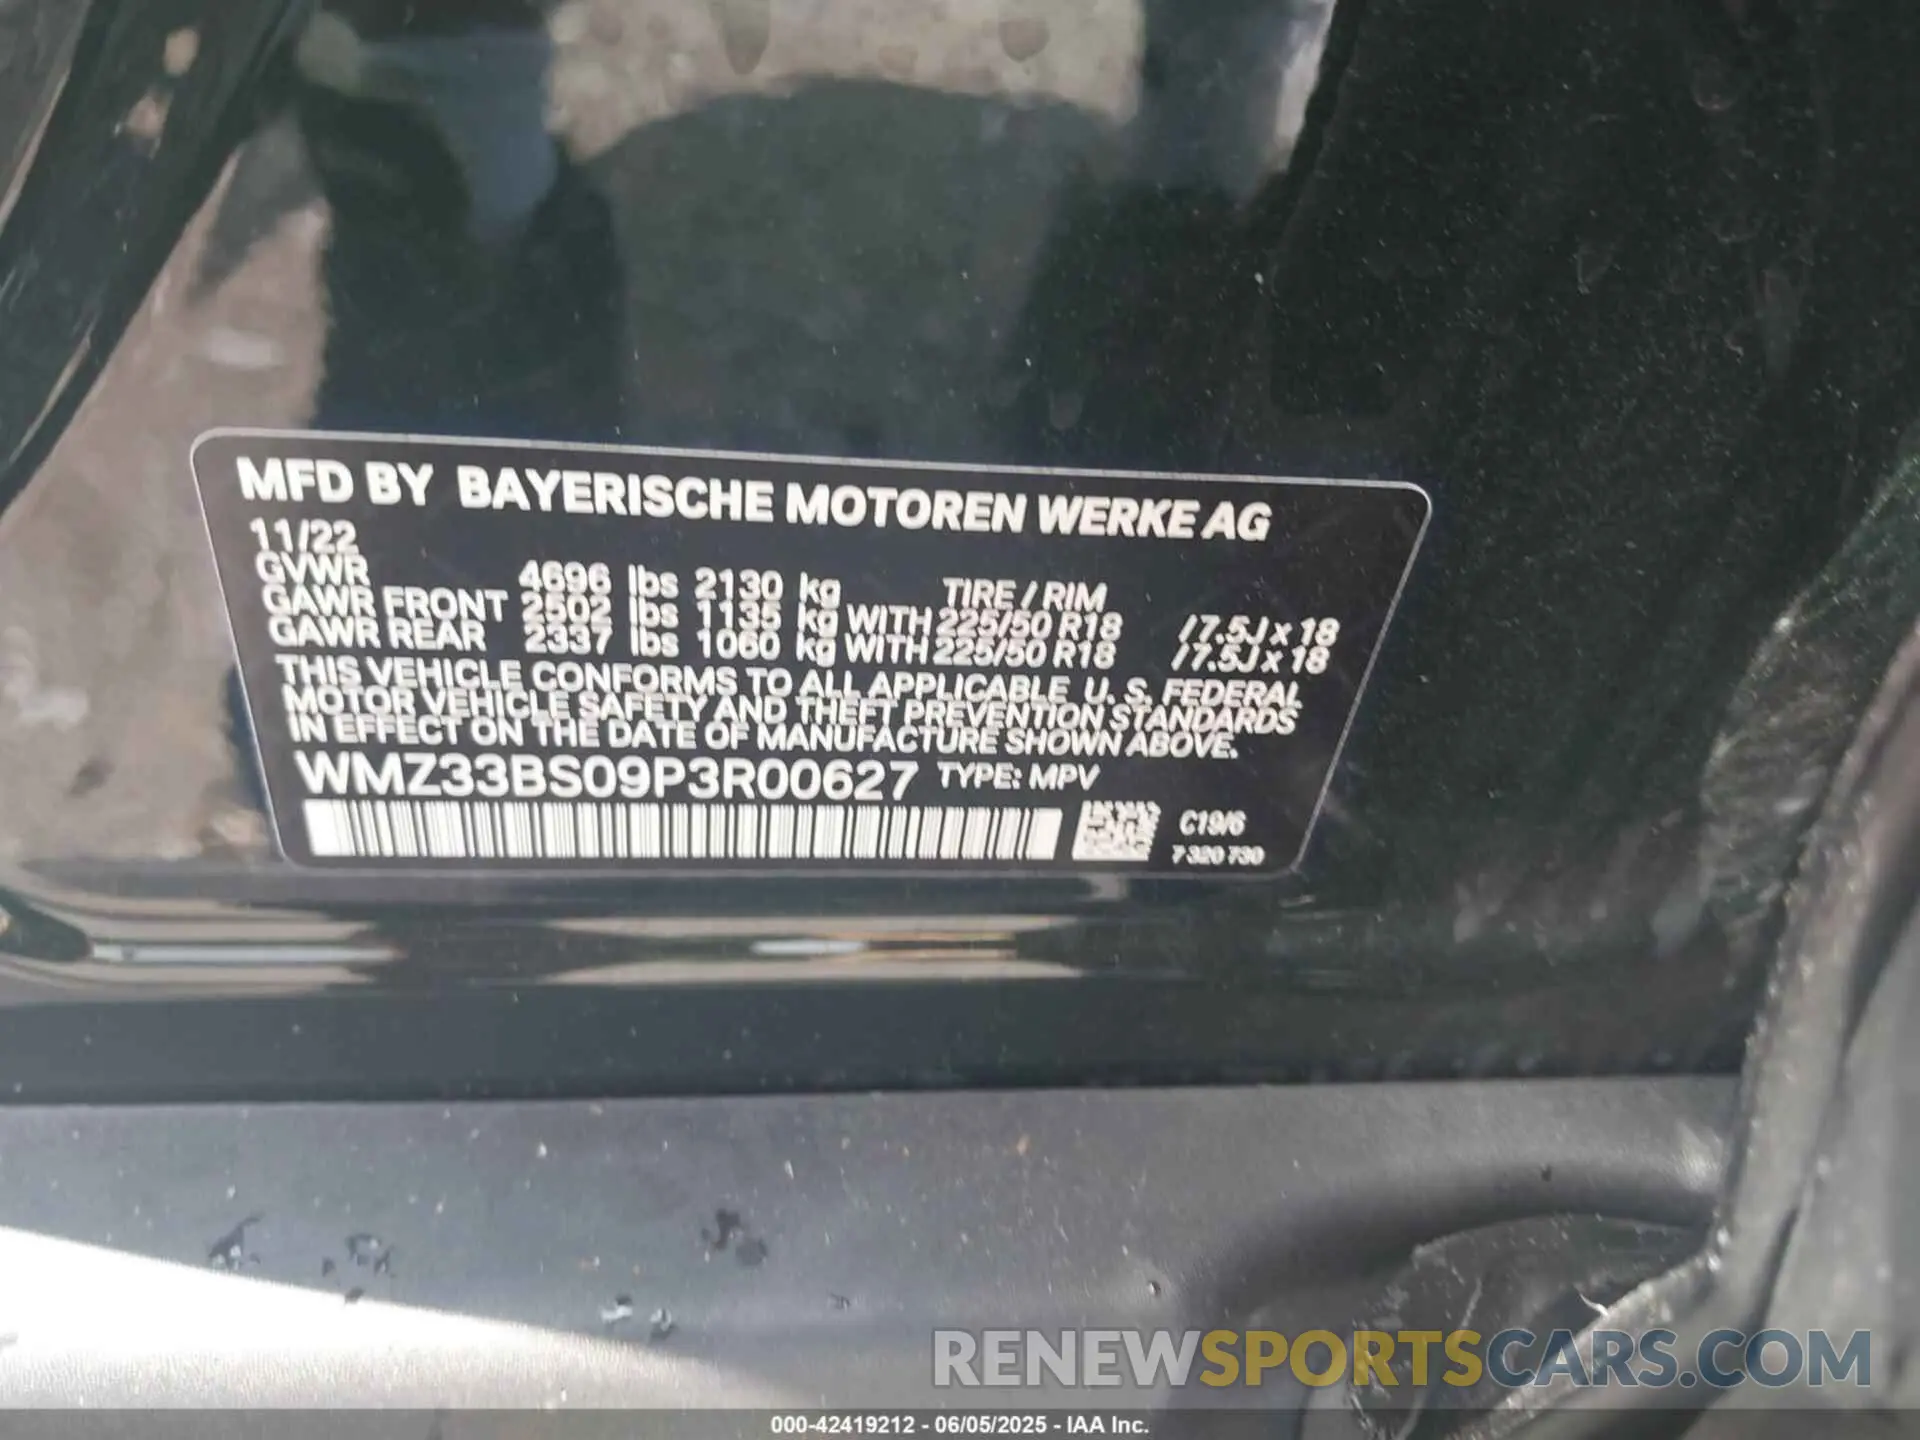 MFD BY BAYERISCHE MOTOREN WERKE AG
11/22
GVWR 4696 lbs 2130 kg TIRE / RIM
GAWR FRONT 2502 lbs 1135 kg WITH 225/50 R18 / 7.5J x 18
GAWR REAR 2337 lbs 1060 kg WITH 225/50 R18 / 7.5J x 18
THIS VEHICLE CONFORMS TO ALL APPLICABLE U. S. FEDERAL
MOTOR VEHICLE SAFETY AND THEFT PREVENTION STANDARDS
IN EFFECT ON THE DATE OF MANUFACTURE SHOWN ABOVE.
WMZ33BS09P3R00627 TYPE: MPV
C19/6
7 320 730
RENEWSPORTSCARS.COM
000-42419212 - 06/05/2025 - IAA Inc.